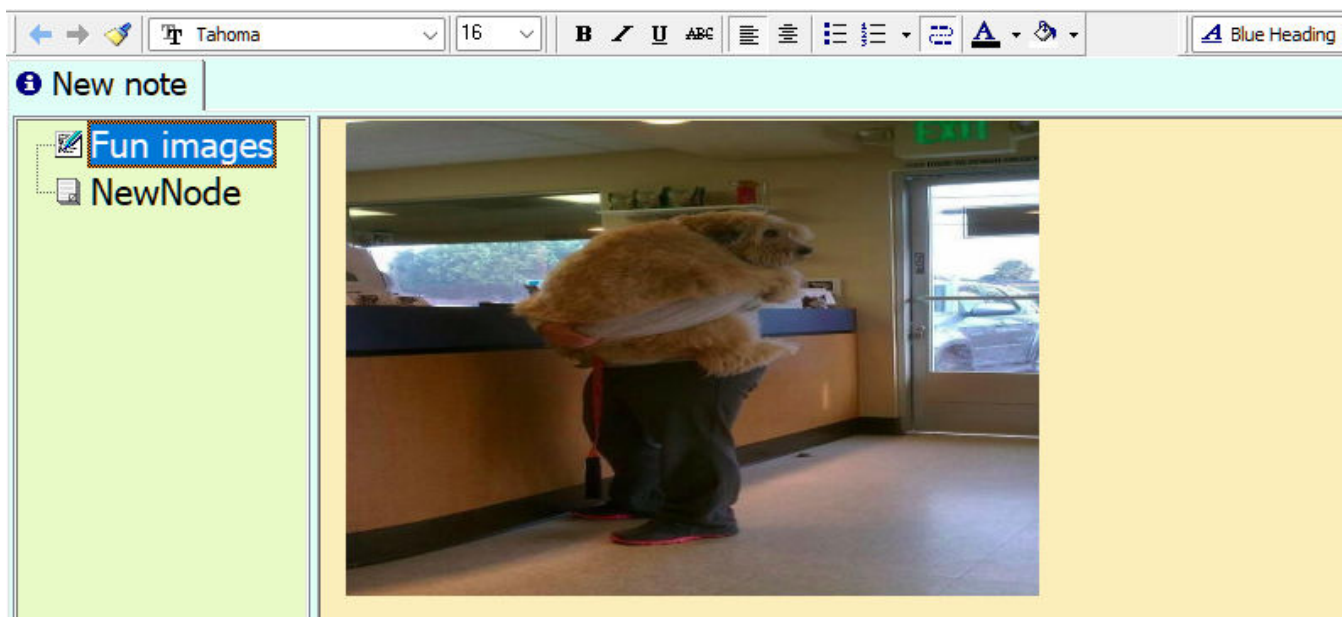 Tahoma 16 B I U ABC A A Blue Heading
New note
Fun images
NewNode
EXIT